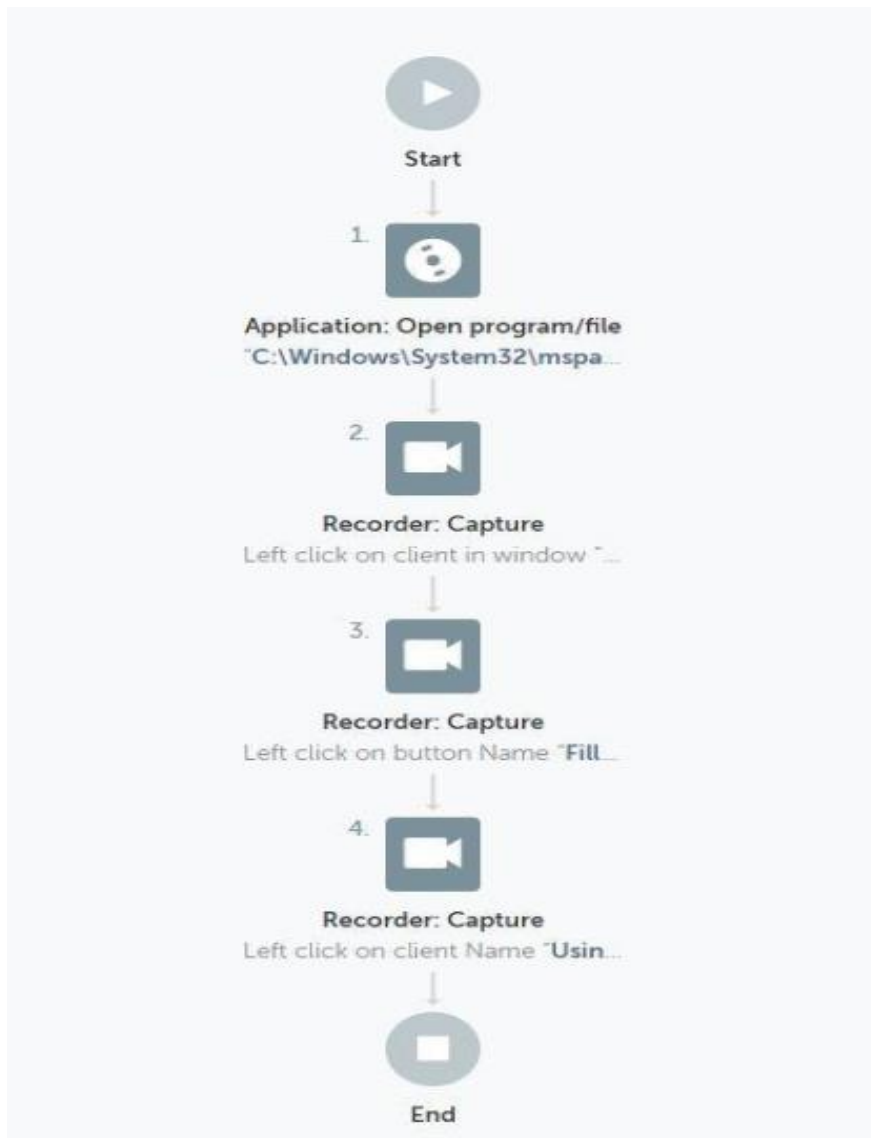 Start
1.
Application: Open program/file
"C:\Windows\System32\mspa...
2.
Recorder: Capture
Left click on client in window "...
3.
Recorder: Capture
Left click on button Name "Fill...
4.
Recorder: Capture
Left click on client Name "Usin...
End